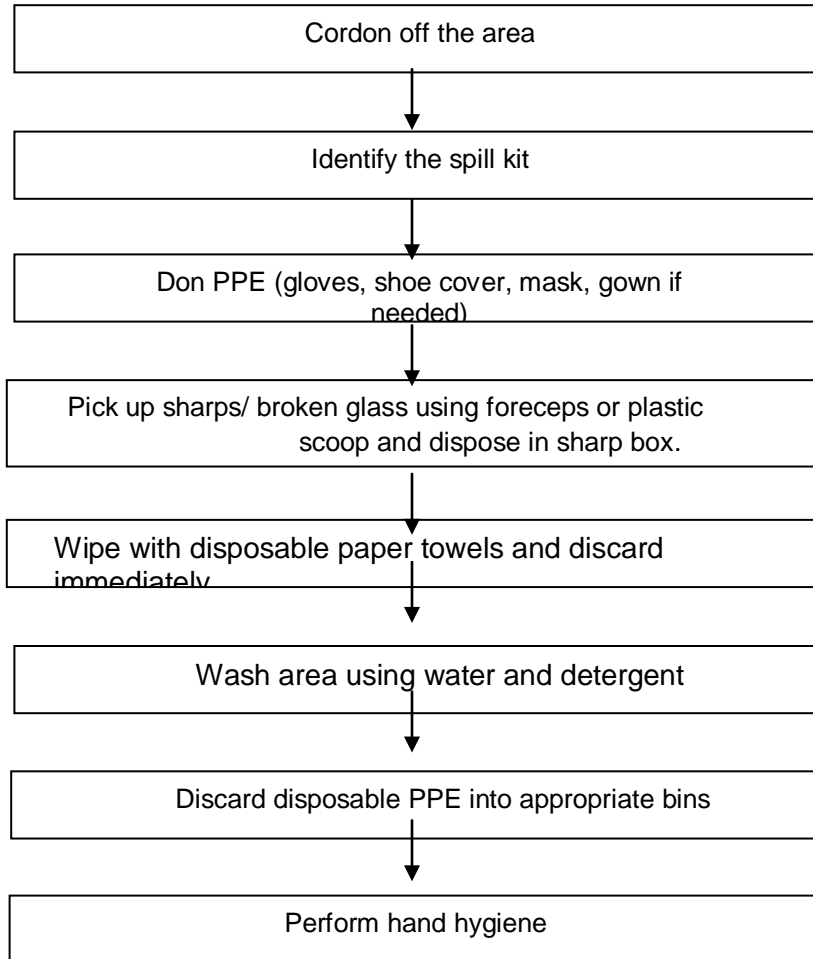 Cordon off the area
Identify the spill kit
Don PPE (gloves, shoe cover, mask, gown if
needed)
Pick up sharps/ broken glass using foreceps or plastic
scoop and dispose in sharp box.
Wipe with disposable paper towels and discard
immediately
Wash area using water and detergent
Discard disposable PPE into appropriate bins
Perform hand hygiene